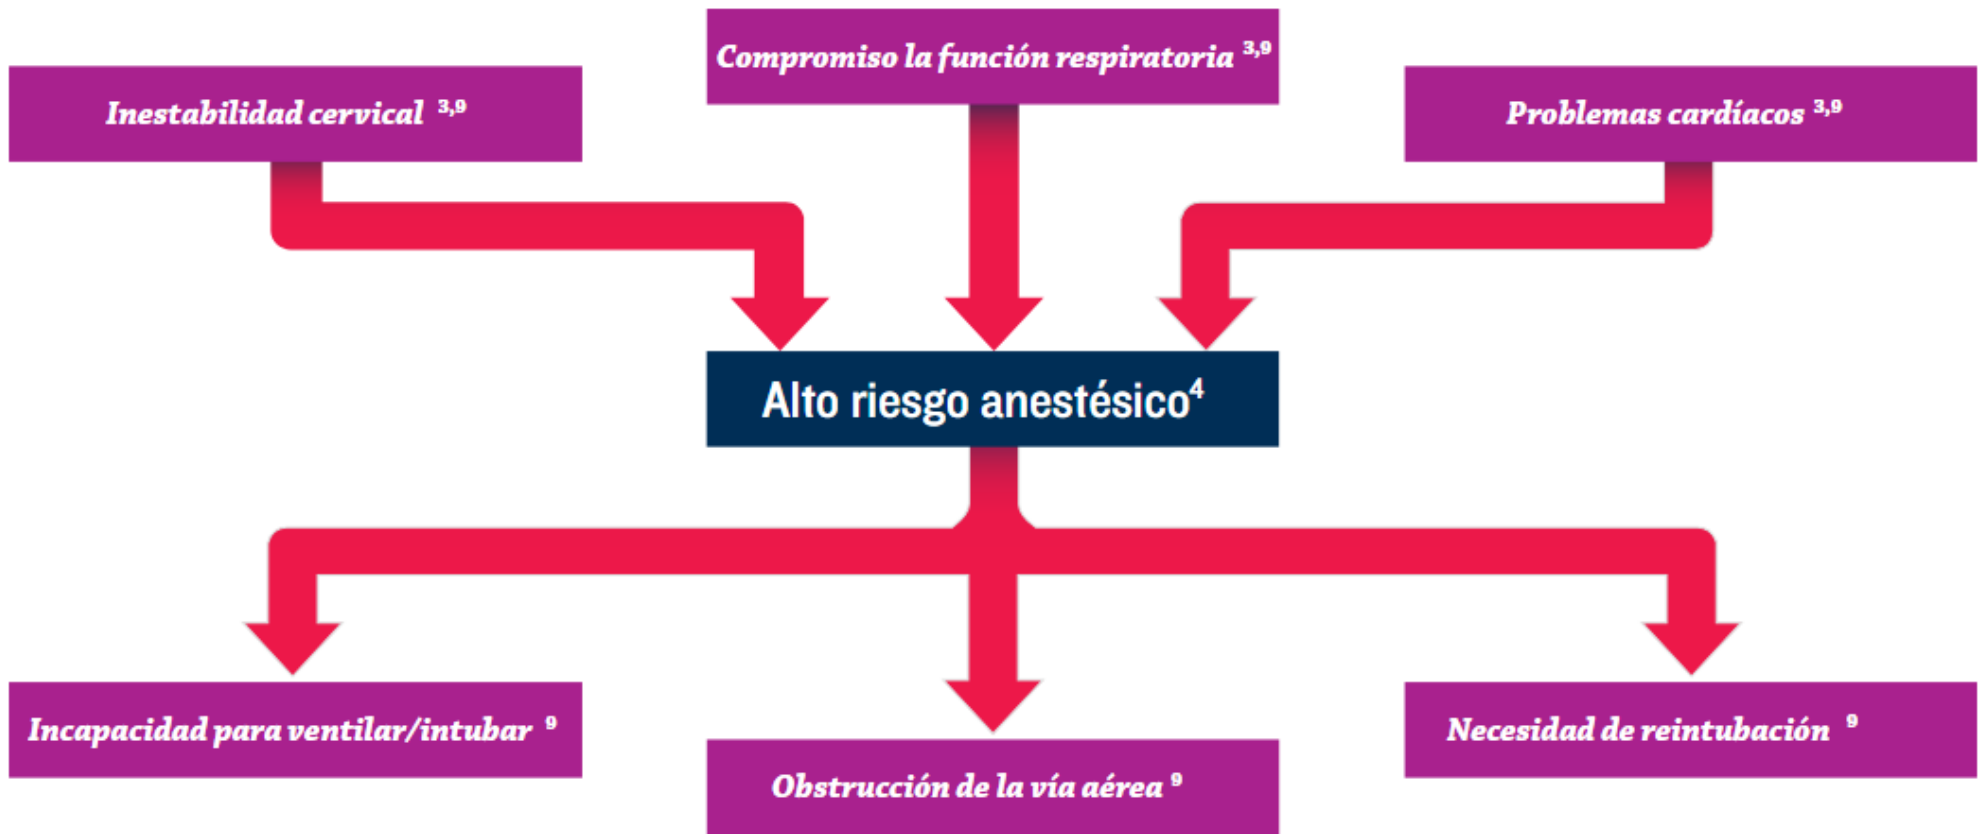 Compromiso la función respiratoria ³,⁹
Inestabilidad cervical ³,⁹
Problemas cardíacos ³,⁹
Alto riesgo anestésico⁴
Incapacidad para ventilar/intubar ⁹
Necesidad de reintubación ⁹
Obstrucción de la vía aérea ⁹